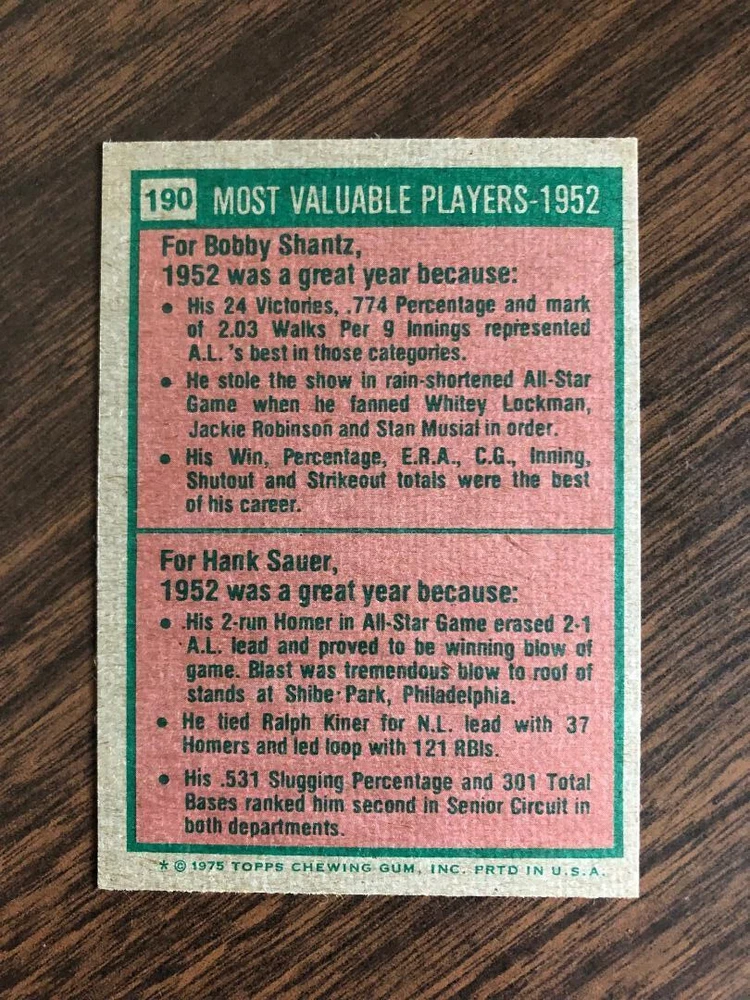 190 MOST VALUABLE PLAYERS-1952
For Bobby Shantz,
1952 was a great year because:
• His 24 Victories, .774 Percentage and mark
of 2.03 Walks Per 9 Innings represented
A.L.'s best in those categories.
• He stole the show in rain-shortened All-Star
Game when he fanned Whitey Lockman,
Jackie Robinson and Stan Musial in order.
• His Win, Percentage, E.R.A., C.G., Inning,
Shutout and Strikeout totals were the best
of his career.
For Hank Sauer,
1952 was a great year because:
• His 2-run Homer in All-Star Game erased 2-1
A.L. lead and proved to be winning blow of
game. Blast was tremendous blow to roof of
stands at Shibe Park, Philadelphia.
• He tied Ralph Kiner for N.L. lead with 37
Homers and led loop with 121 RBIs.
• His .531 Slugging Percentage and 301 Total
Bases ranked him second in Senior Circuit in
both departments.
* © 1975 TOPPS CHEWING GUM, INC. PRTD IN U.S.A.